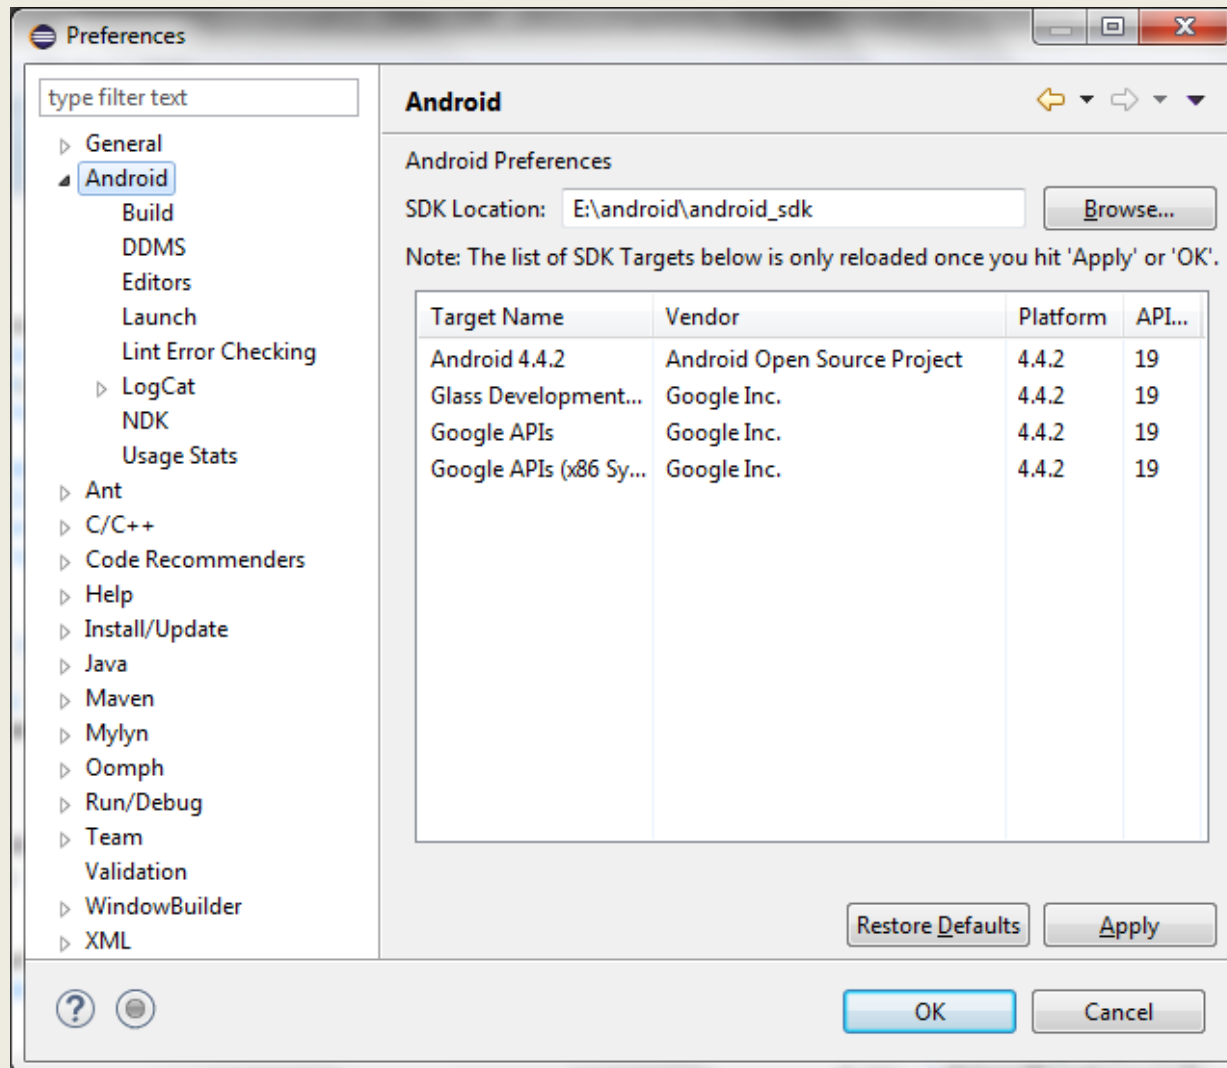 Preferences
type filter text
General
Android
Build
DDMS
Editors
Launch
Lint Error Checking
LogCat
NDK
Usage Stats
Ant
C/C++
Code Recommenders
Help
Install/Update
Java
Maven
Mylyn
Oomph
Run/Debug
Team
Validation
WindowBuilder
XML
Android
Android Preferences
SDK Location: E:\android\android_sdk Browse...
Note: The list of SDK Targets below is only reloaded once you hit 'Apply' or 'OK'.
Target Name Vendor Platform API...
Android 4.4.2 Android Open Source Project 4.4.2 19
Glass Development... Google Inc. 4.4.2 19
Google APIs Google Inc. 4.4.2 19
Google APIs (x86 Sy... Google Inc. 4.4.2 19
Restore Defaults Apply
OK Cancel